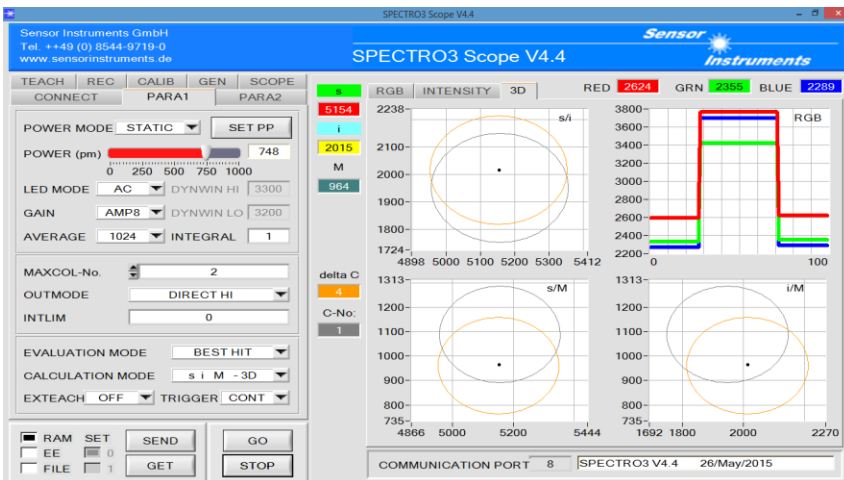 SPECTRO3 Scope V4.4
Sensor Instruments GmbH
Tel. ++49 (0) 8544-9719-0
www.sensorinstruments.de
SPECTRO3 Scope V4.4
Sensor
Instruments
TEACH REC CALIB GEN SCOPE
CONNECT PARA1 PARA2
POWER MODE STATIC SET PP
POWER (pm) 748
0 250 500 750 1000
LED MODE AC DYNWIN HI 3300
GAIN AMP8 DYNWIN LO 3200
AVERAGE 1024 INTEGRAL 1
MAXCOL-No. 2
OUTMODE DIRECT HI
INTLIM 0
EVALUATION MODE BEST HIT
CALCULATION MODE s i M - 3D
EXTEACH OFF TRIGGER CONT
RAM SET SEND GO
EE 0
FILE 1 GET STOP
s
5154
i
2015
M
964
delta C
4
C-No:
1
RGB INTENSITY 3D RED 2624 GRN 2355 BLUE 2289
s/i
2238
2100
2000
1900
1800
1724
4898 5000 5100 5200 5300 5412
RGB
3800
3600
3400
3200
3000
2800
2600
2400
2200
0 100
s/M
1313
1200
1100
1000
900
800
735
4866 5000 5200 5444
i/M
1313
1200
1100
1000
900
800
735
1692 1800 2000 2270
COMMUNICATION PORT 8 SPECTRO3 V4.4 26/May/2015